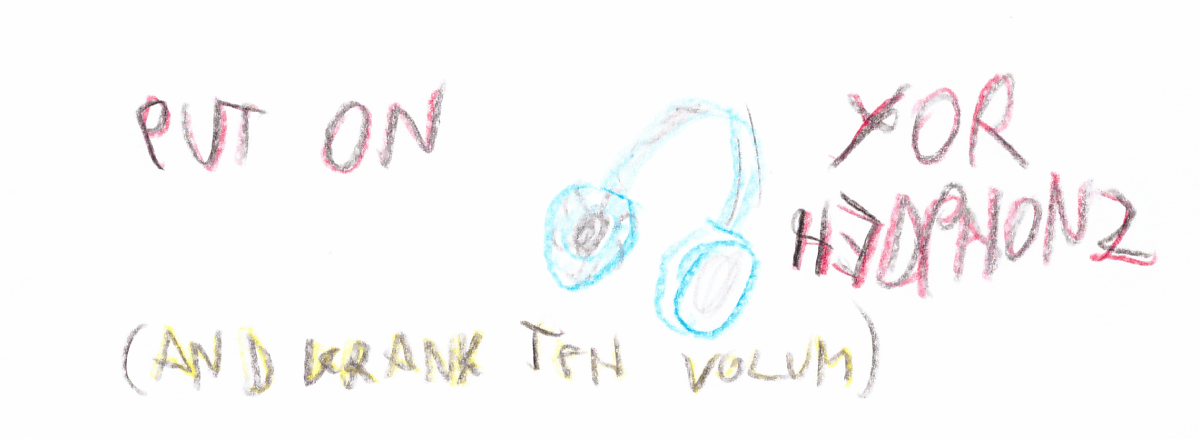 PUT ON YOR
HEDPHONZ
(AND KRANK TEH VOLUM)